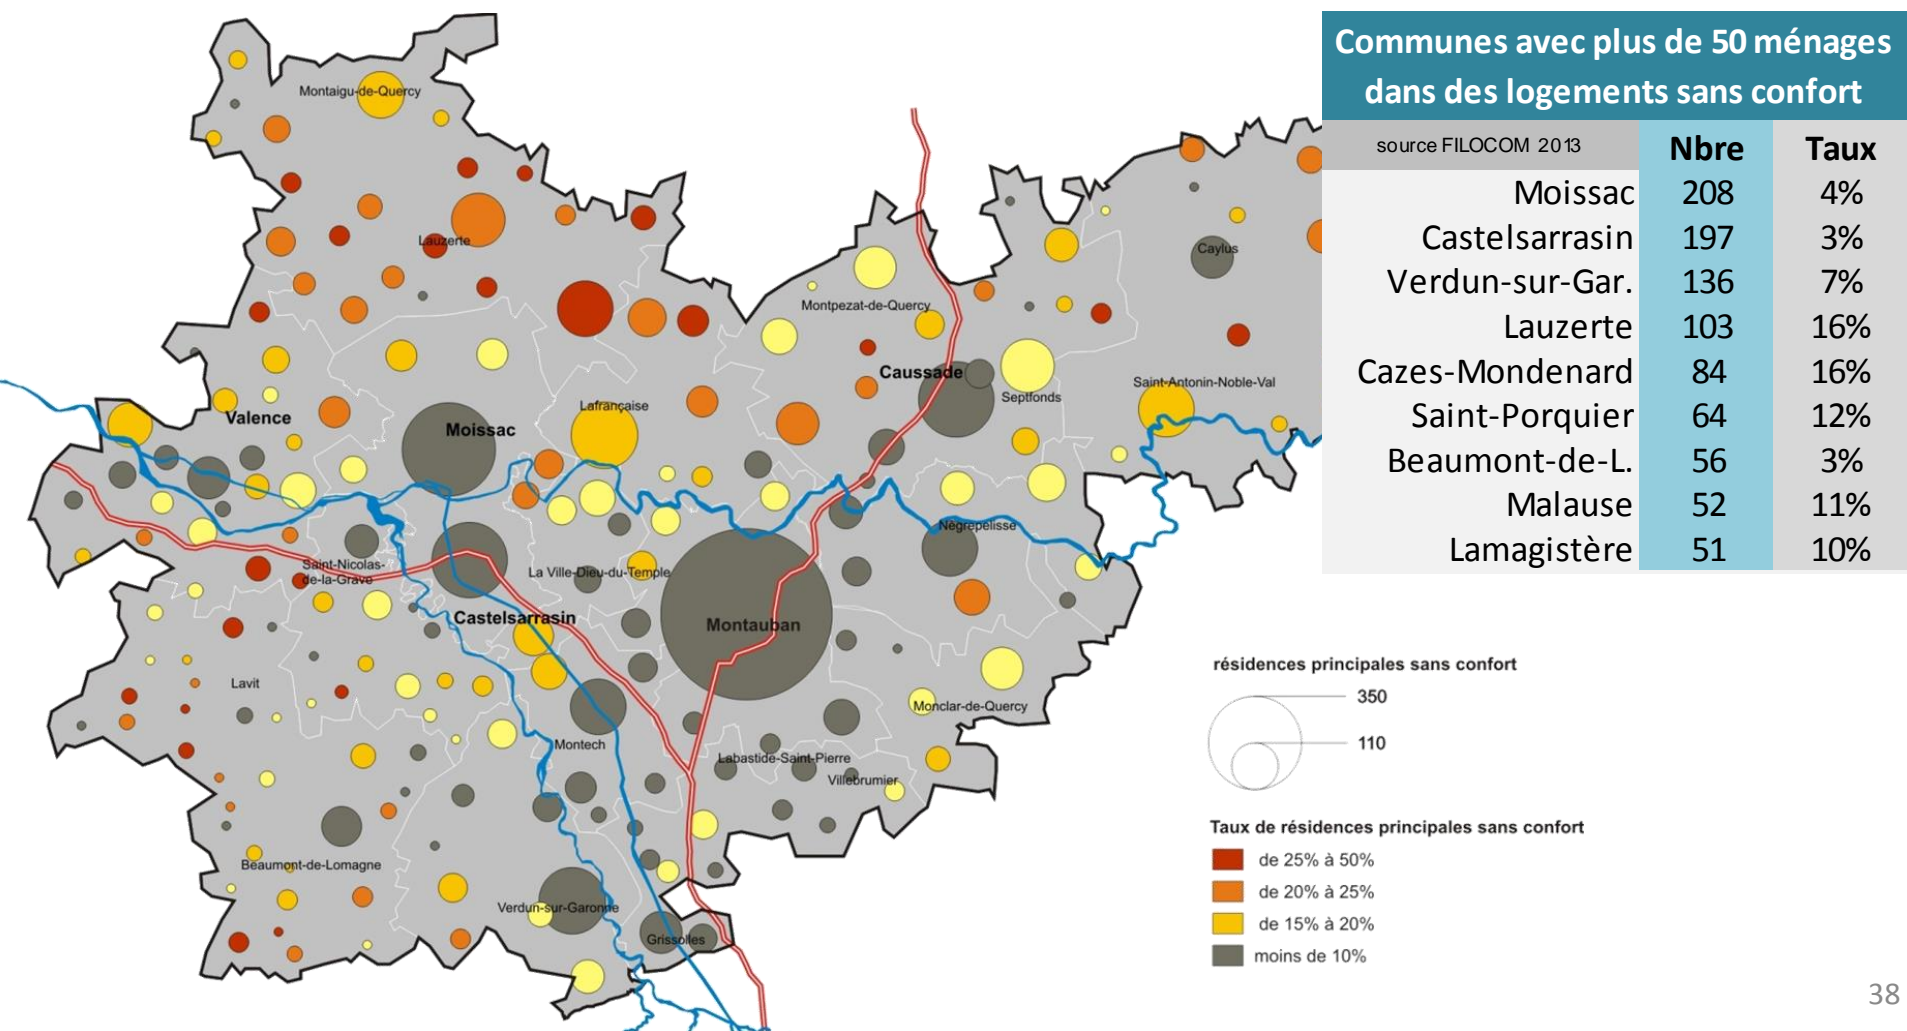 Communes avec plus de 50 ménages
dans des logements sans confort
source FILOCOM 2013 Nbre Taux
Moissac 208 4%
Castelsarrasin 197 3%
Verdun-sur-Gar. 136 7%
Lauzerte 103 16%
Cazes-Mondenard 84 16%
Saint-Porquier 64 12%
Beaumont-de-L. 56 3%
Malause 52 11%
Lamagistère 51 10%
Montaigu-de-Quercy
Lauzerte
Caylus
Montpezat-de-Quercy
Caussade
Saint-Antonin-Noble-Val
Septfonds
Lafrançaise
Valence
Moissac
Nègrepelisse
Saint-Nicolas-
de-la-Grave
La Ville-Dieu-du-Temple
Castelsarrasin
Montauban
Lavit
Monclar-de-Quercy
Montech
Labastide-Saint-Pierre
Villebrumier
Beaumont-de-Lomagne
Verdun-sur-Garonne
Grissolles
résidences principales sans confort
350
110
Taux de résidences principales sans confort
de 25% à 50%
de 20% à 25%
de 15% à 20%
moins de 10%
38